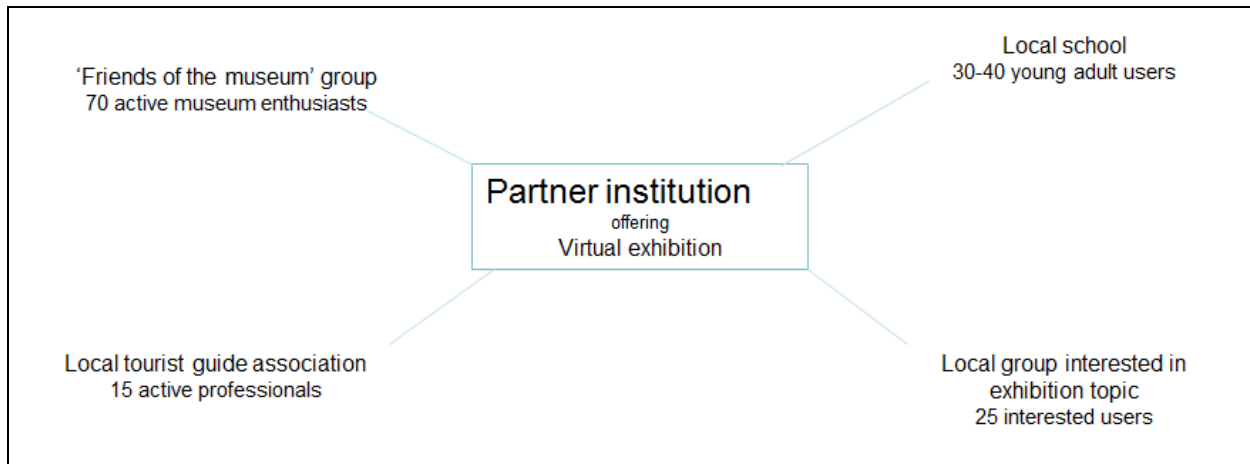 ‘Friends of the museum’ group
70 active museum enthusiasts
Local school
30-40 young adult users
Partner institution
offering
Virtual exhibition
Local tourist guide association
15 active professionals
Local group interested in
exhibition topic
25 interested users